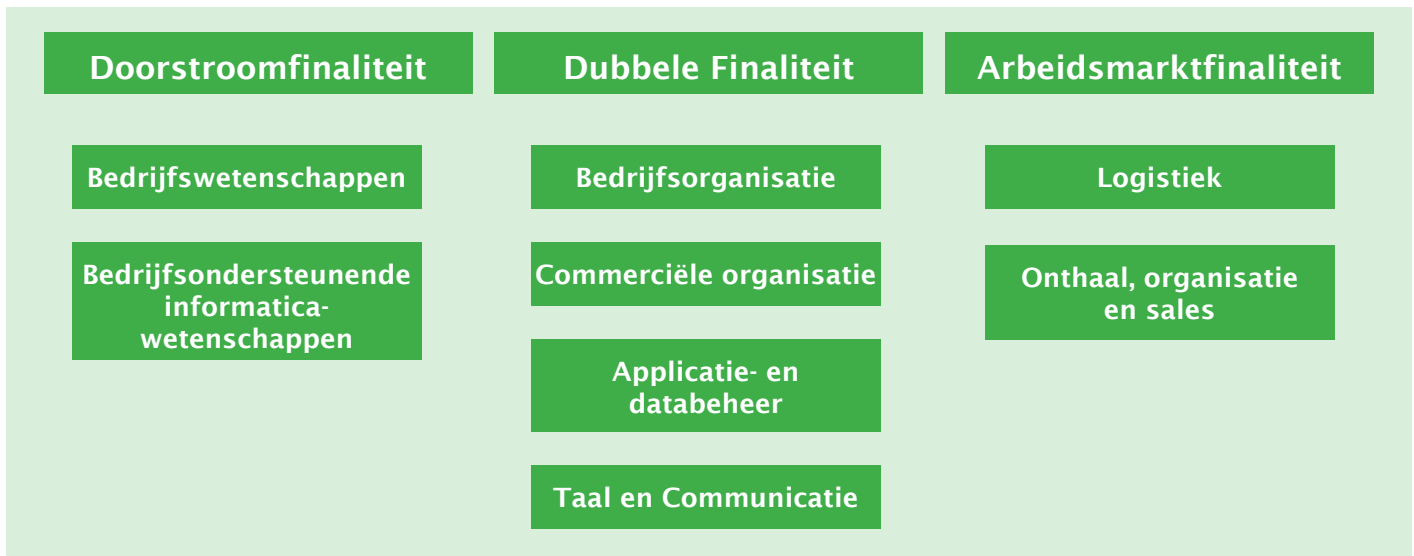 Doorstroomfinaliteit
Dubbele Finaliteit
Arbeidsmarktfinaliteit
Bedrijfswetenschappen
Bedrijfsondersteunende
informatica-
wetenschappen
Bedrijfsorganisatie
Commerciële organisatie
Applicatie- en
databeheer
Taal en Communicatie
Logistiek
Onthaal, organisatie
en sales